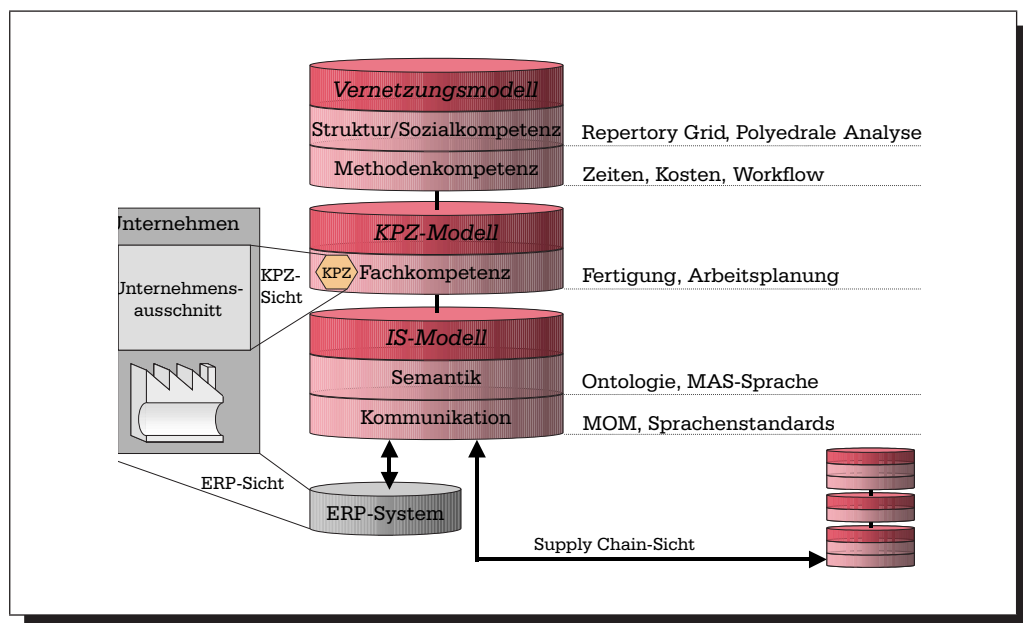 Vernetzungsmodell
Struktur/Sozialkompetenz
Repertory Grid, Polyedrale Analyse
Methodenkompetenz
Zeiten, Kosten, Workflow
Unternehmen
KPZ-Modell
KPZ-
Sicht
KPZ
Fachkompetenz
Fertigung, Arbeitsplanung
Unternehmens-
ausschnitt
IS-Modell
Semantik
Ontologie, MAS-Sprache
Kommunikation
MOM, Sprachenstandards
ERP-Sicht
ERP-System
Supply Chain-Sicht